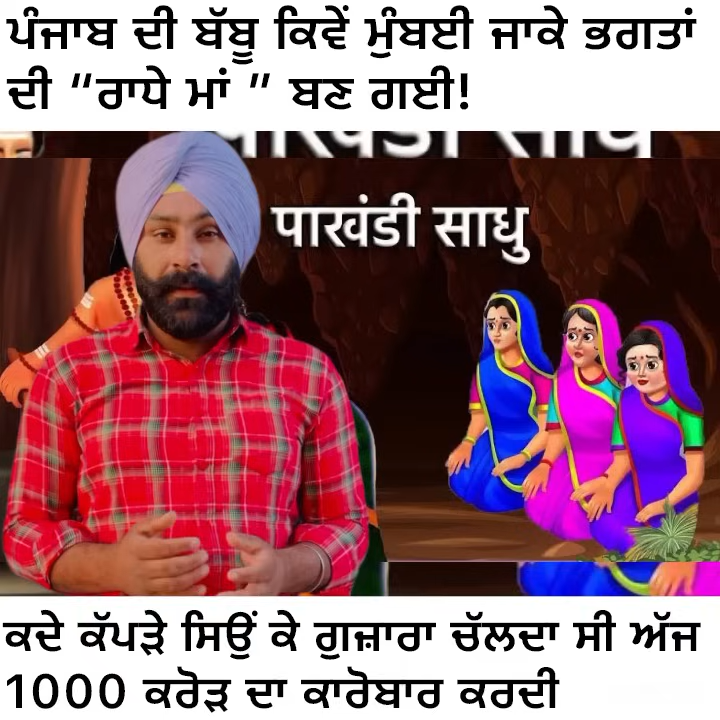 ਪੰਜਾਬ ਦੀ ਬੱਬੂ ਕਿਵੇਂ ਮੁੰਬਈ ਜਾਕੇ ਭਗਤਾਂ
ਦੀ “ਰਾਧੇ ਮਾਂ ” ਬਣ ਗਈ!
पाखंडी साधु
ਕਦੇ ਕੱਪੜੇ ਸਿਉਂ ਕੇ ਗੁਜ਼ਾਰਾ ਚੱਲਦਾ ਸੀ ਅੱਜ
1000 ਕਰੋੜ ਦਾ ਕਾਰੋਬਾਰ ਕਰਦੀ